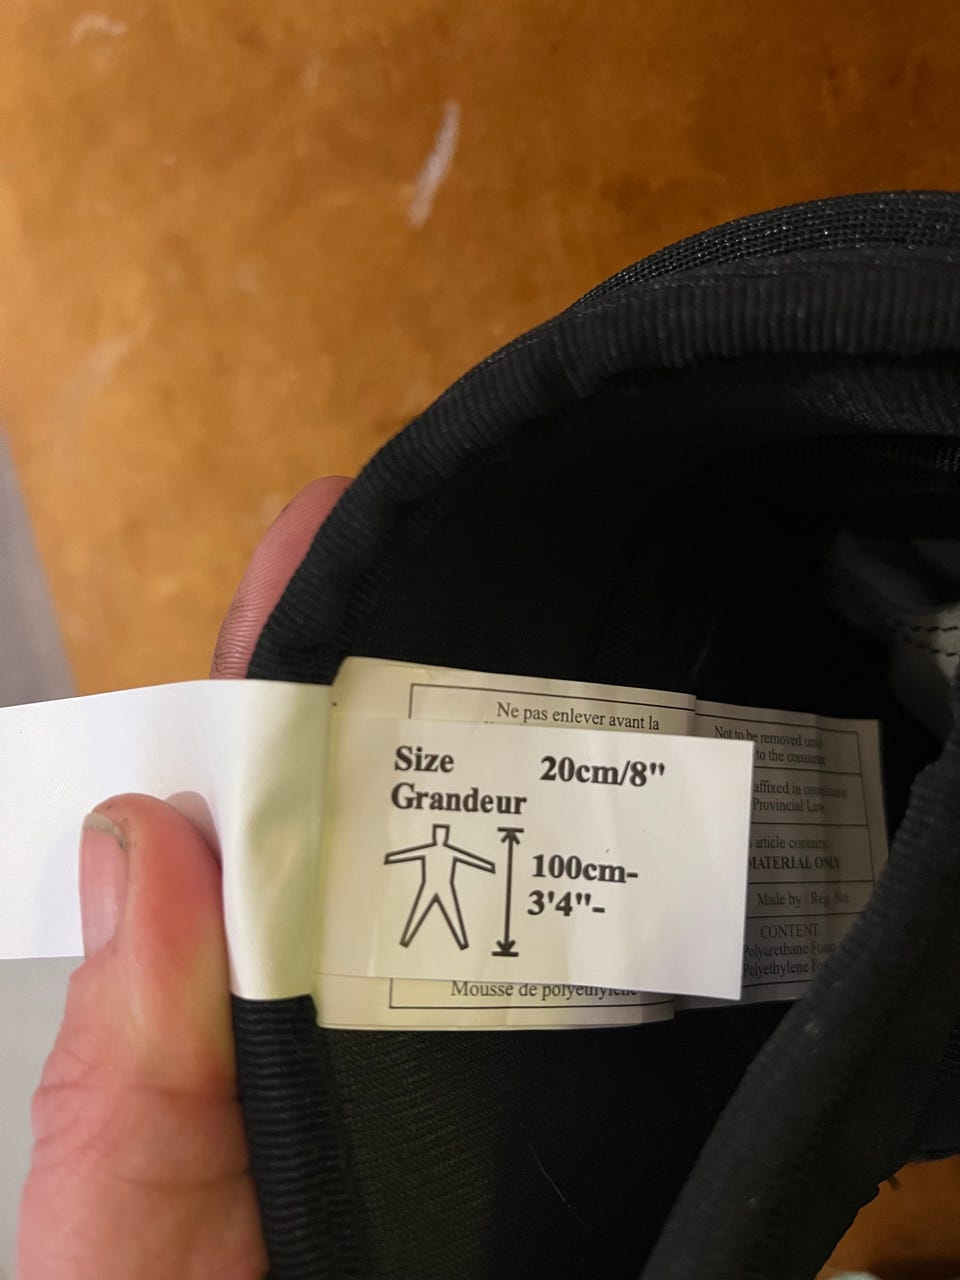 Ne pas enlever avant la
Size
20cm/8"
Grandeur
100cm-
3'4"-
Mousse de polyéthylène
Not to be removed until
to the consumer
affixed in compliance
Provincial Law
article contains
MATERIAL ONLY
Made by / Reg. No.
CONTENT
Polyurethane Foam
Polyethylene